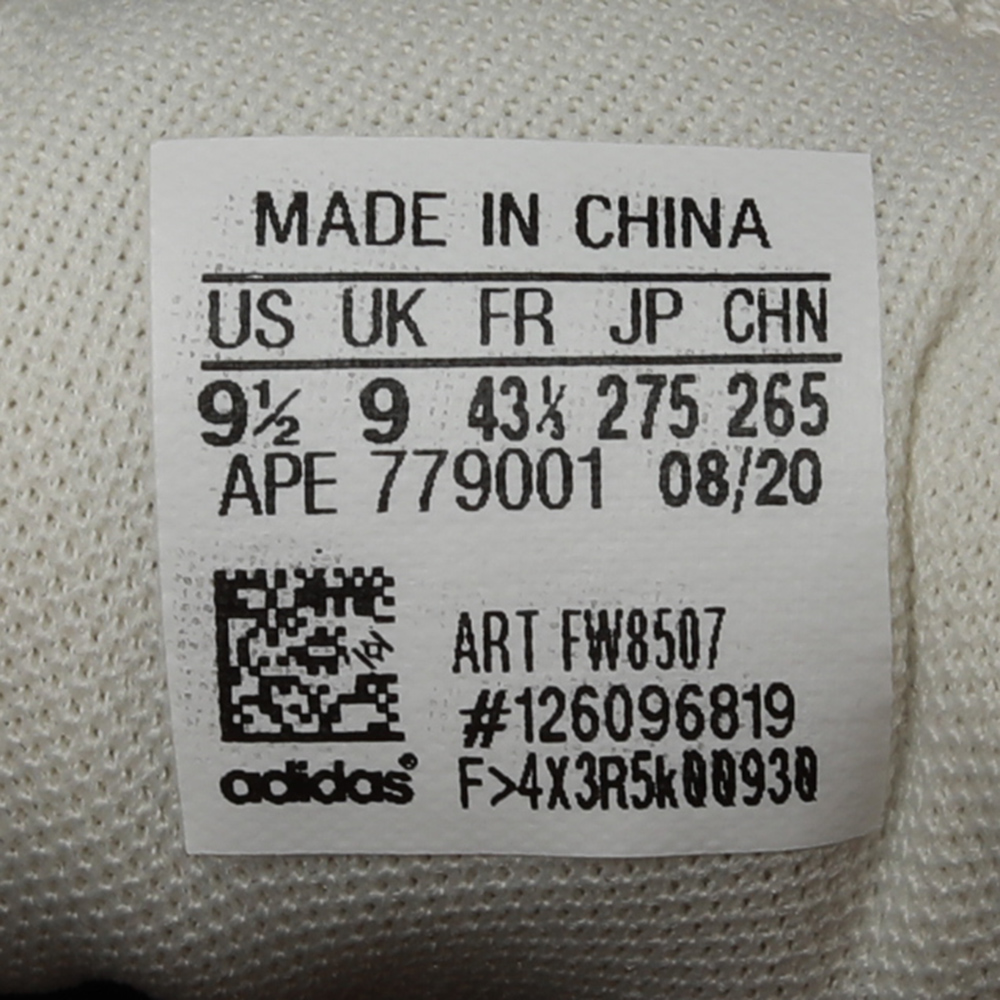 MADE IN CHINA
US UK FR JP CHN
9½ 9 43⅓ 275 265
APE 779001 08/20
ART FW8507
#126096819
F>4X3R5k00930
adidas®